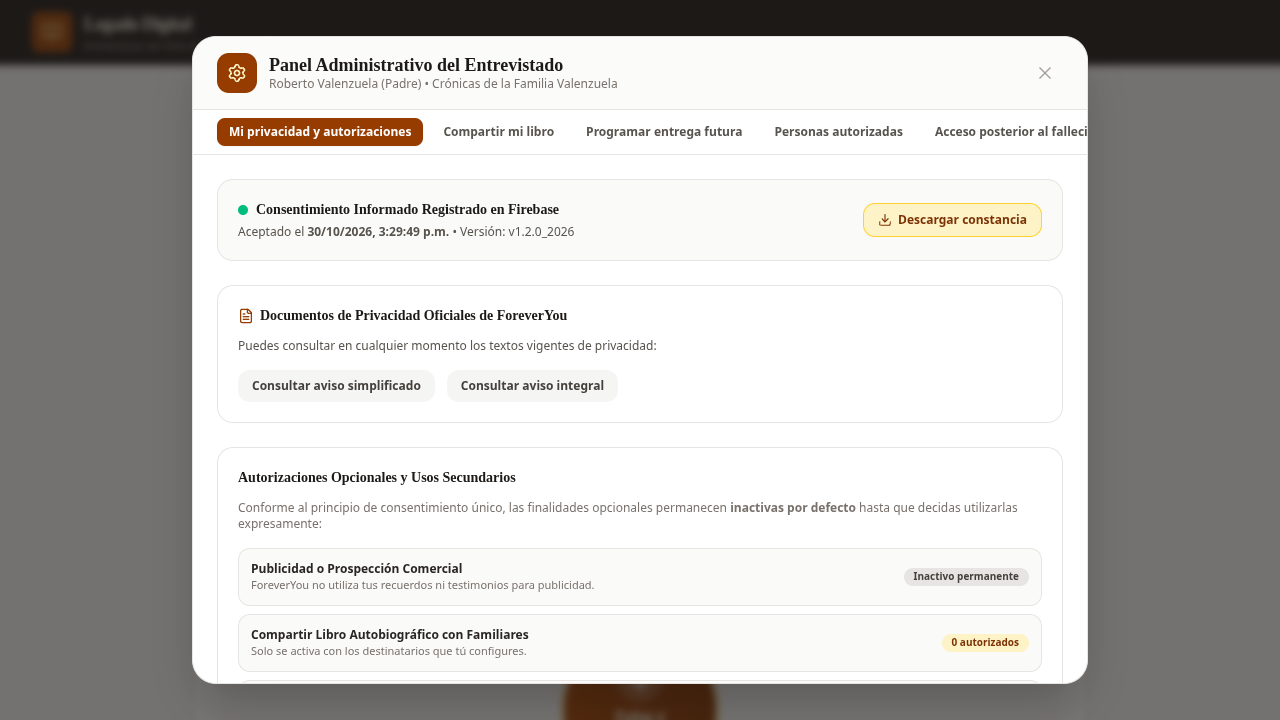 Legado Digital
Panel Administrativo del Entrevistado
Roberto Valenzuela (Padre) • Crónicas de la Familia Valenzuela
Mi privacidad y autorizaciones
Compartir mi libro
Programar entrega futura
Personas autorizadas
Acceso posterior al falleci
Consentimiento Informado Registrado en Firebase
Aceptado el 30/10/2026, 3:29:49 p.m. • Versión: v1.2.0_2026
Descargar constancia
Documentos de Privacidad Oficiales de ForeverYou
Puedes consultar en cualquier momento los textos vigentes de privacidad:
Consultar aviso simplificado
Consultar aviso integral
Autorizaciones Opcionales y Usos Secundarios
Conforme al principio de consentimiento único, las finalidades opcionales permanecen inactivas por defecto hasta que decidas utilizarlas
expresamente:
Publicidad o Prospección Comercial
ForeverYou no utiliza tus recuerdos ni testimonios para publicidad.
Inactivo permanente
Compartir Libro Autobiográfico con Familiares
Solo se activa con los destinatarios que tú configures.
0 autorizados